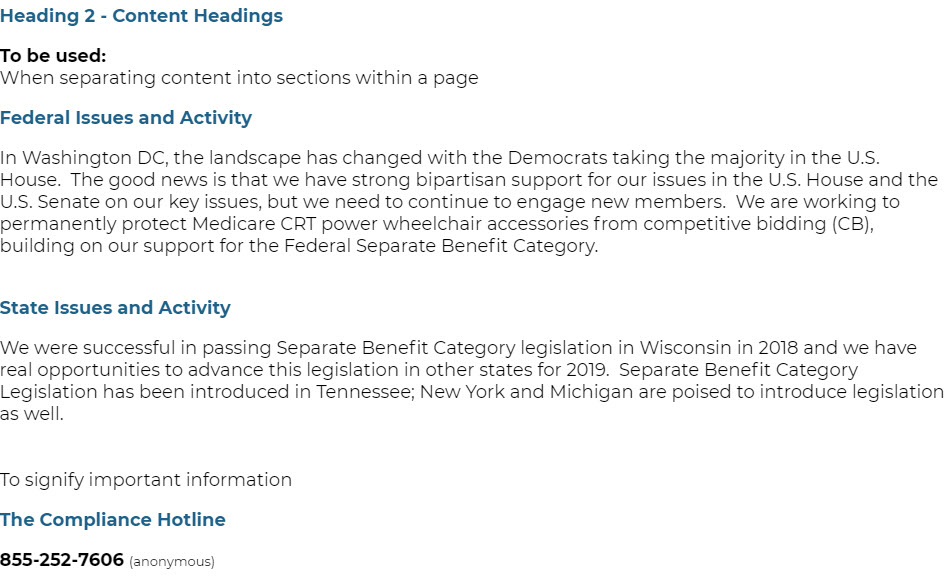 Heading 2 - Content Headings
To be used:
When separating content into sections within a page
Federal Issues and Activity
In Washington DC, the landscape has changed with the Democrats taking the majority in the U.S.
House.  The good news is that we have strong bipartisan support for our issues in the U.S. House and the
U.S. Senate on our key issues, but we need to continue to engage new members.  We are working to
permanently protect Medicare CRT power wheelchair accessories from competitive bidding (CB),
building on our support for the Federal Separate Benefit Category.
State Issues and Activity
We were successful in passing Separate Benefit Category legislation in Wisconsin in 2018 and we have
real opportunities to advance this legislation in other states for 2019.  Separate Benefit Category
Legislation has been introduced in Tennessee; New York and Michigan are poised to introduce legislation
as well.
To signify important information
The Compliance Hotline
855-252-7606 (anonymous)